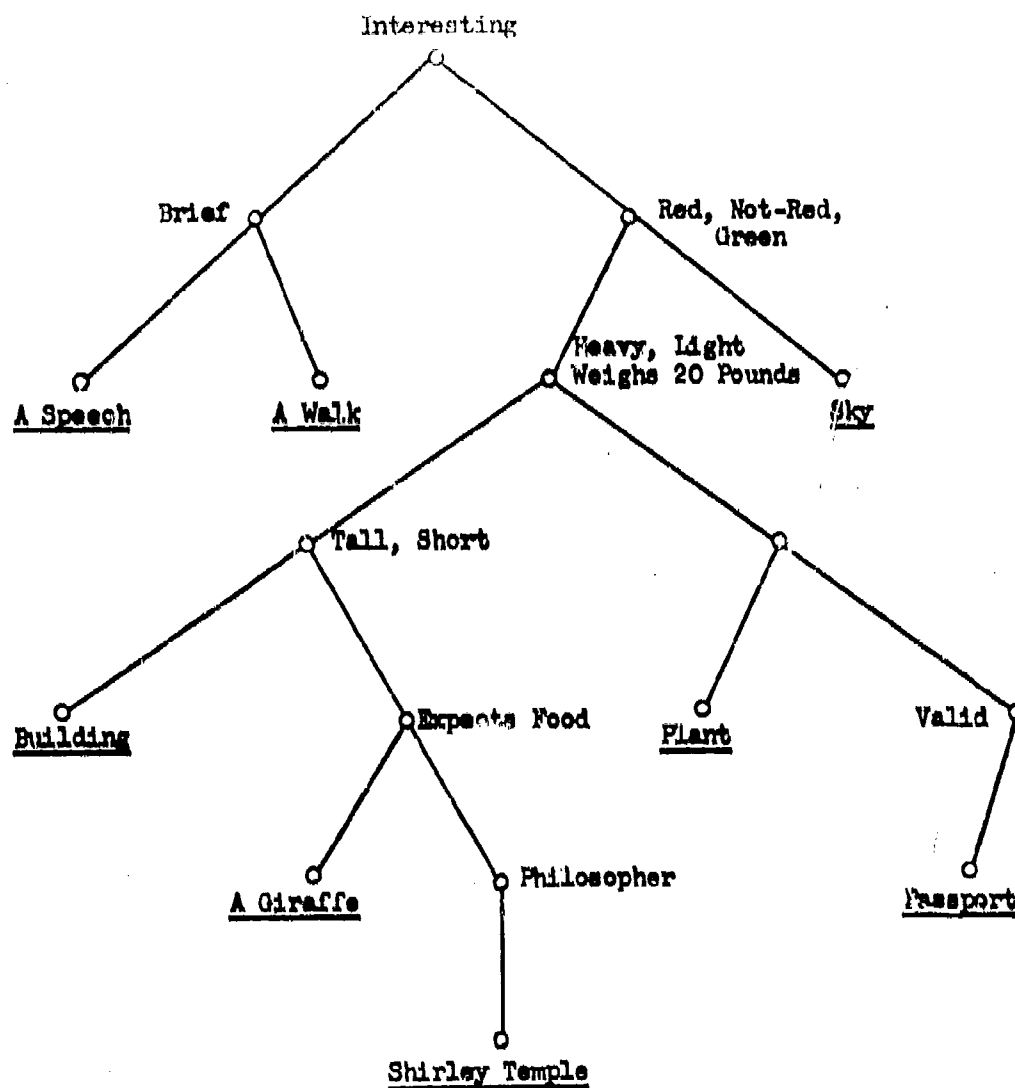 Interesting
Brief
Red, Not-Red,
Green
Heavy, Light
Weighs 20 Pounds
A Speech
A Walk
Sky
Tall, Short
Building
Expects Food
Plant
Valid
A Giraffe
Philosopher
Passport
Shirley Temple